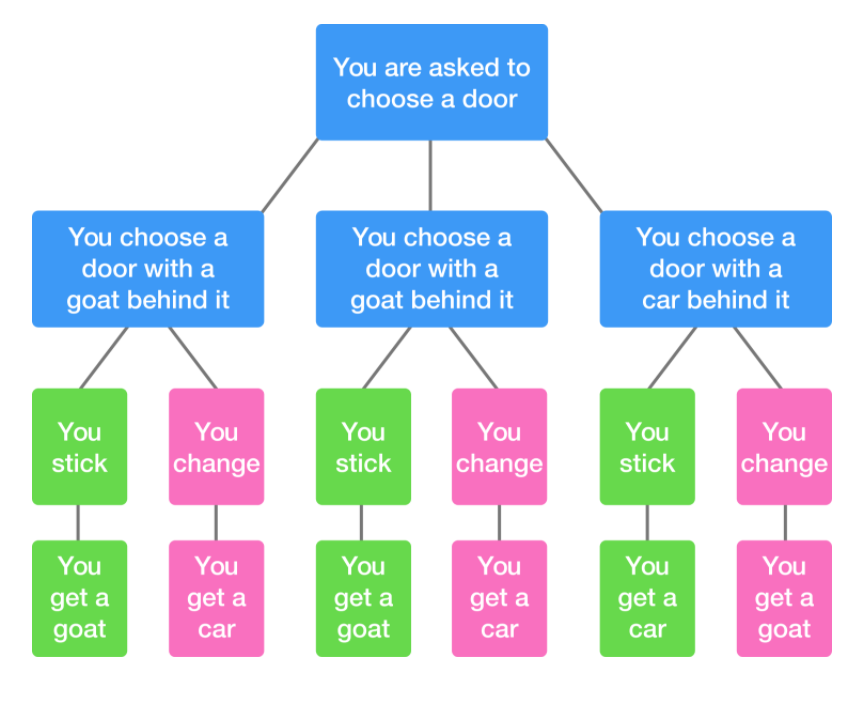 You are asked to
choose a door
You choose a
door with a
goat behind it
You choose a
door with a
goat behind it
You choose a
door with a
car behind it
You
stick
You
change
You
stick
You
change
You
stick
You
change
You
get a
goat
You
get a
car
You
get a
goat
You
get a
car
You
get a
car
You
get a
goat